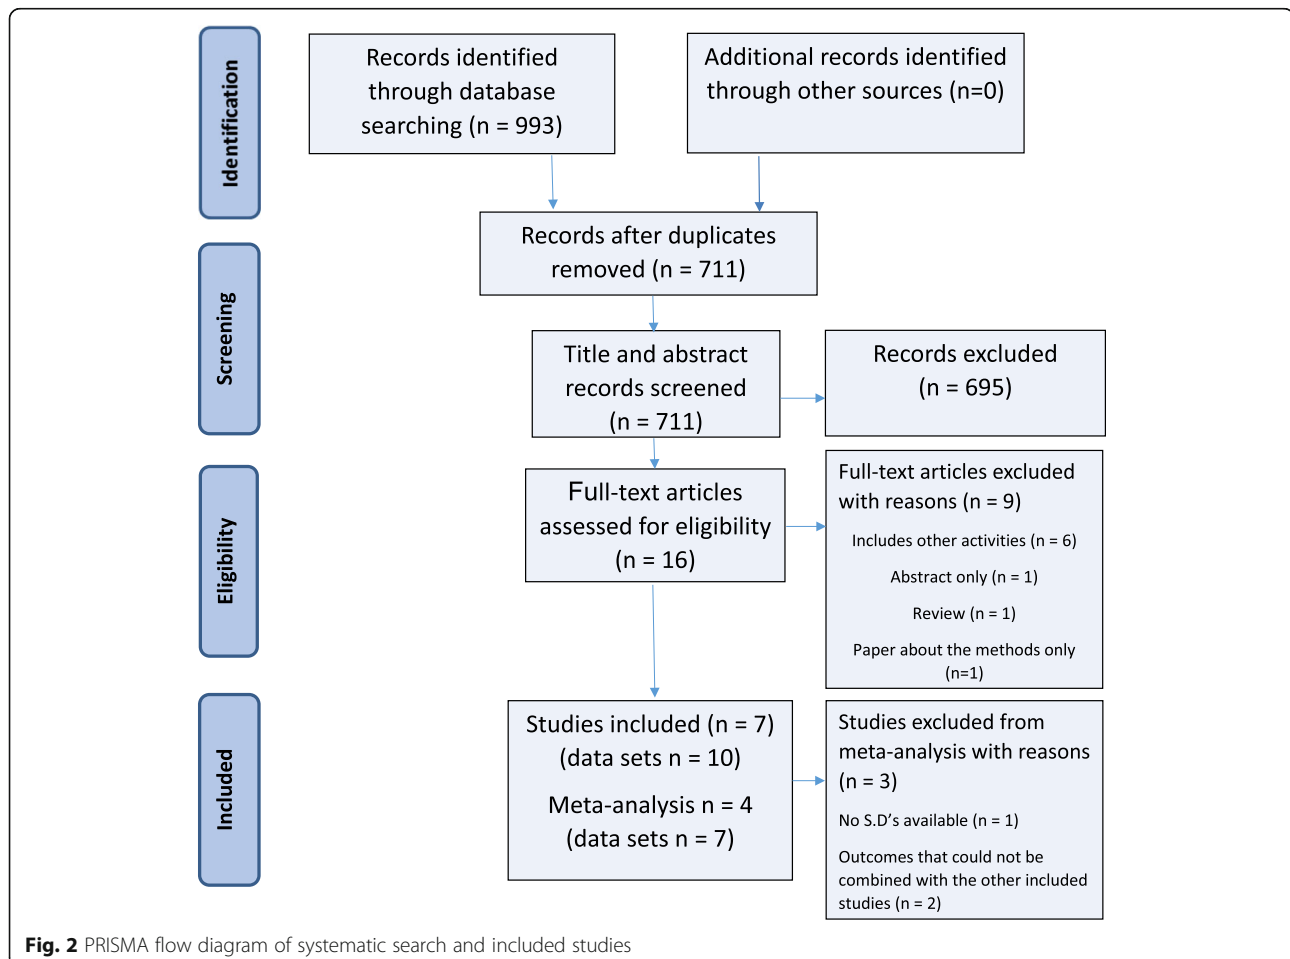 Identification
Records identified
through database
searching (n = 993)
Additional records identified
through other sources (n=0)
Records after duplicates
removed (n = 711)
Screening
Title and abstract
records screened
(n = 711)
Records excluded
(n = 695)
Eligibility
Full-text articles
assessed for eligibility
(n = 16)
Full-text articles excluded
with reasons (n = 9)
Includes other activities (n = 6)
Abstract only (n = 1)
Review (n = 1)
Paper about the methods only
(n=1)
Included
Studies included (n = 7)
(data sets n = 10)
Meta-analysis n = 4
(data sets n = 7)
Studies excluded from
meta-analysis with reasons
(n = 3)
No S.D's available (n = 1)
Outcomes that could not be
combined with the other included
studies (n = 2)
Fig. 2 PRISMA flow diagram of systematic search and included studies